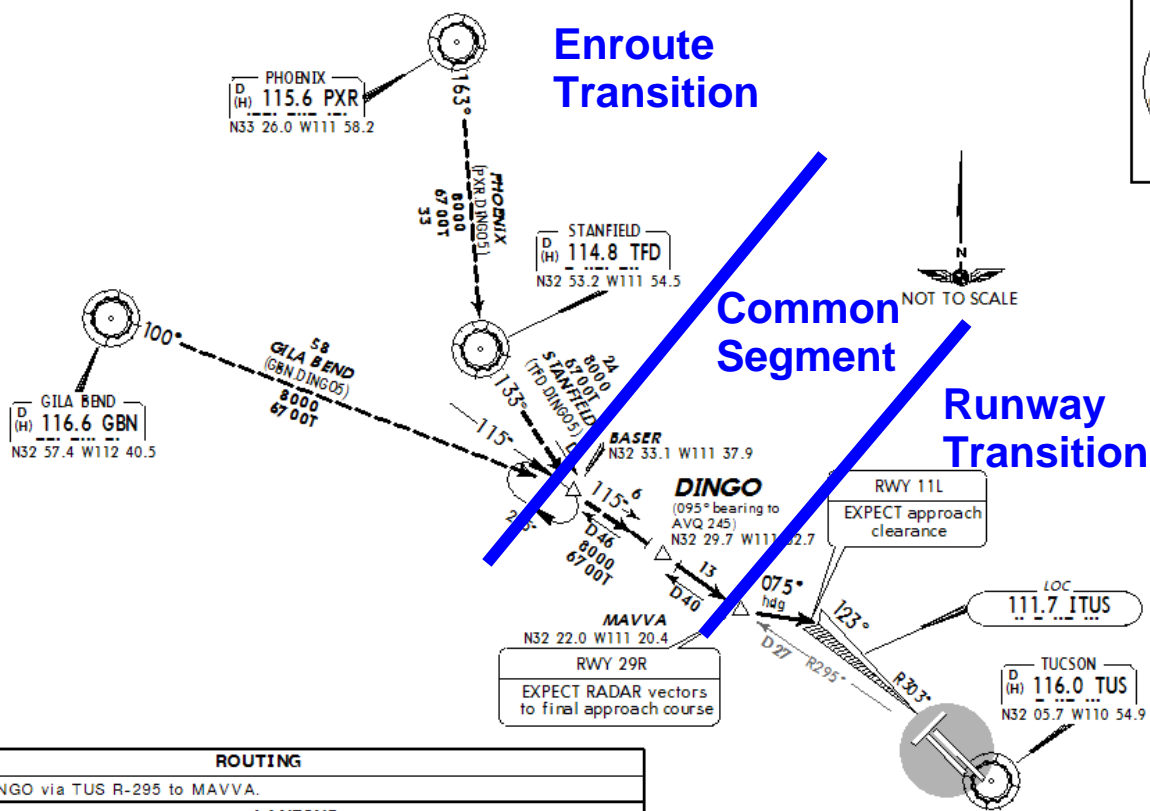 Enroute
Transition
PHOENIX
D
(H) 115.6 PXR
N33 26.0 W111 58.2
163°
PHOENIX
(PXR.DINGO5)
8000
6700T
33
STANFIELD
D
(H) 114.8 TFD
N32 53.2 W111 54.5
N
NOT TO SCALE
Common
Segment
100°
58
GILA BEND
(GBN.DINGO5)
8000
6700T
GILA BEND
D
(H) 116.6 GBN
N32 57.4 W112 40.5
24
8000
6700T
STANFIELD
(TFD.DINGO5)
133°
115°
BASER
N32 33.1 W111 37.9
Runway
Transition
115°
6
D46
8000
6700T
DINGO
(095° bearing to
AVQ 245)
N32 29.7 W111 32.7
RWY 11L
EXPECT approach
clearance
13
D40
075°
hdg
123°
LOC
111.7 ITUS
MAVVA
N32 22.0 W111 20.4
RWY 29R
EXPECT RADAR vectors
to final approach course
D27 R295°
R303°
TUCSON
D
(H) 116.0 TUS
N32 05.7 W110 54.9
ROUTING
NGO via TUS R-295 to MAVVA.